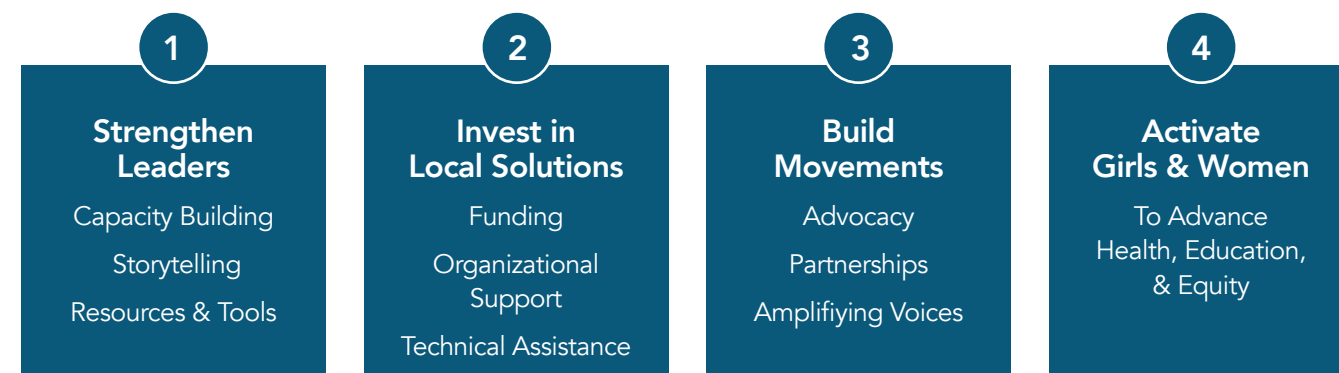 1
Strengthen
Leaders
Capacity Building
Storytelling
Resources & Tools
2
Invest in
Local Solutions
Funding
Organizational
Support
Technical Assistance
3
Build
Movements
Advocacy
Partnerships
Amplifiying Voices
4
Activate
Girls & Women
To Advance
Health, Education,
& Equity